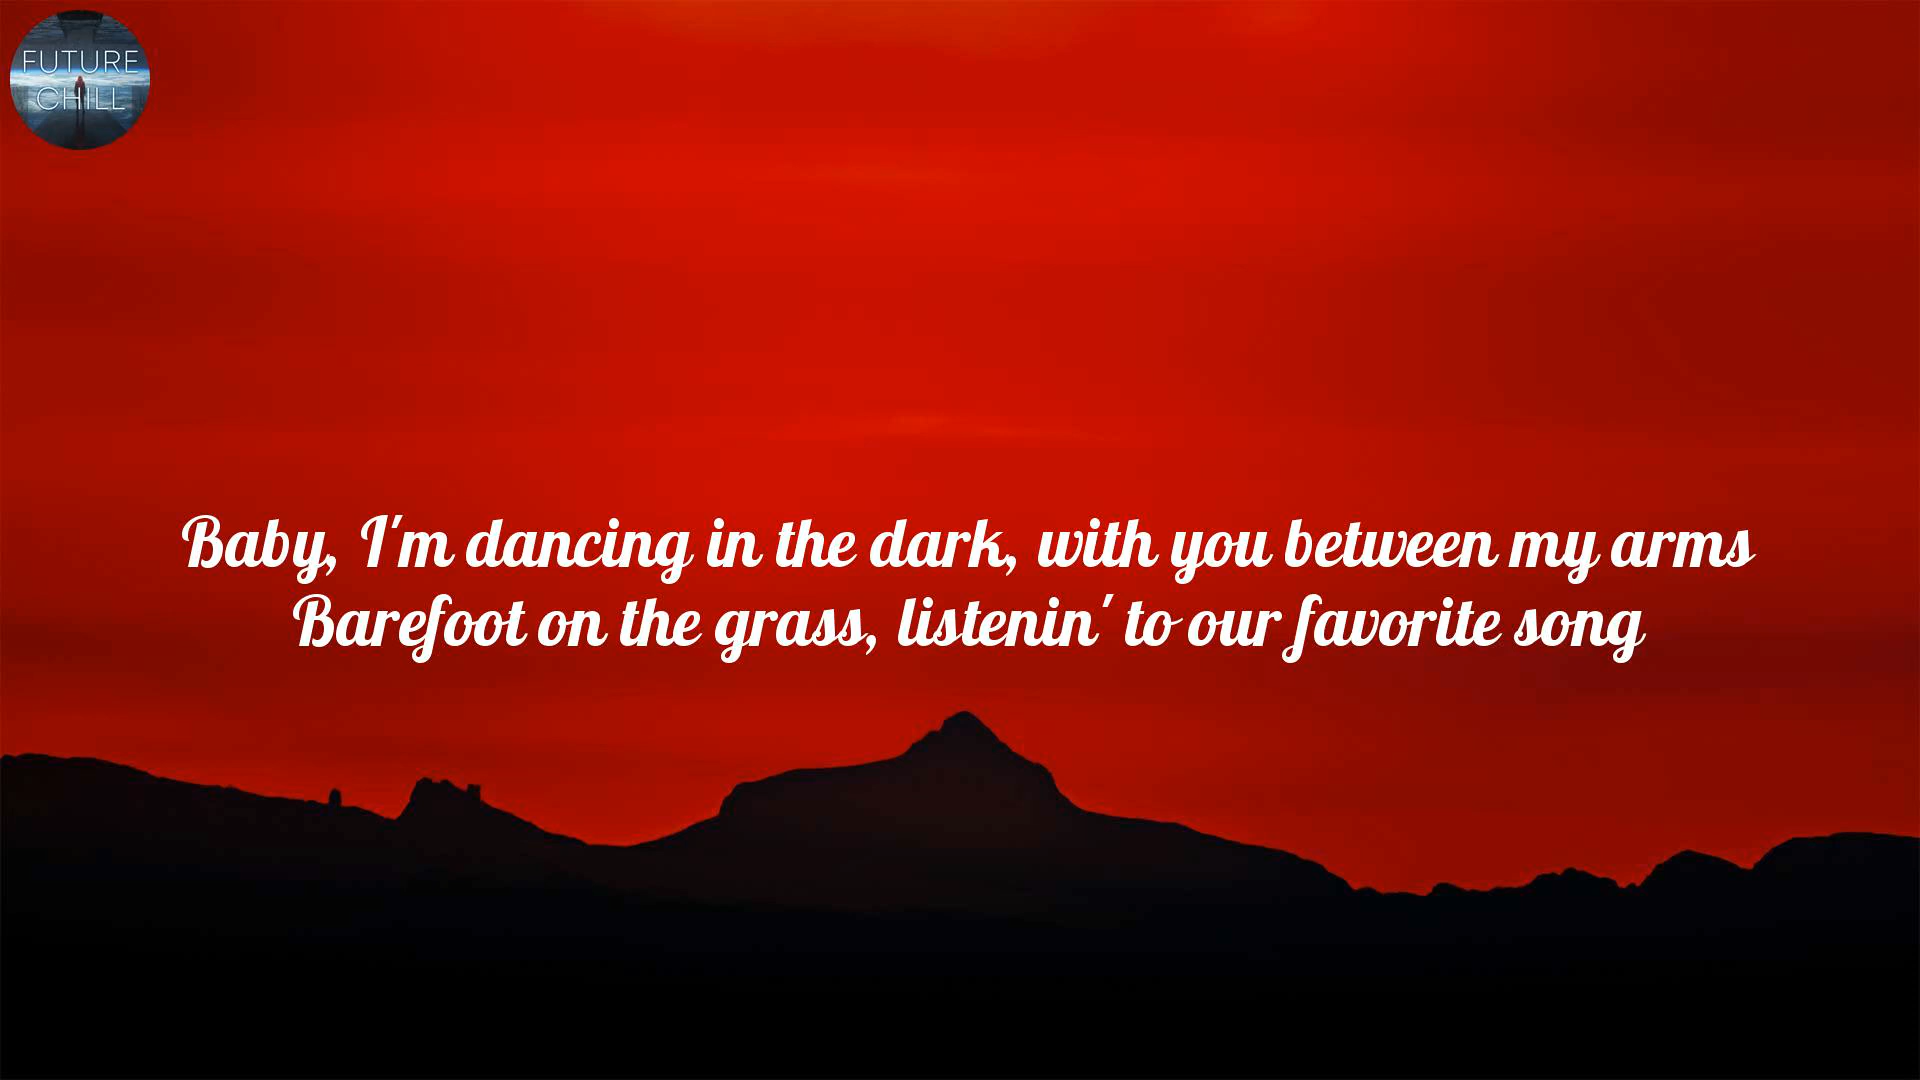 FUTURE
CHILL
Baby, I'm dancing in the dark, with you between my arms
Barefoot on the grass, listenin' to our favorite song